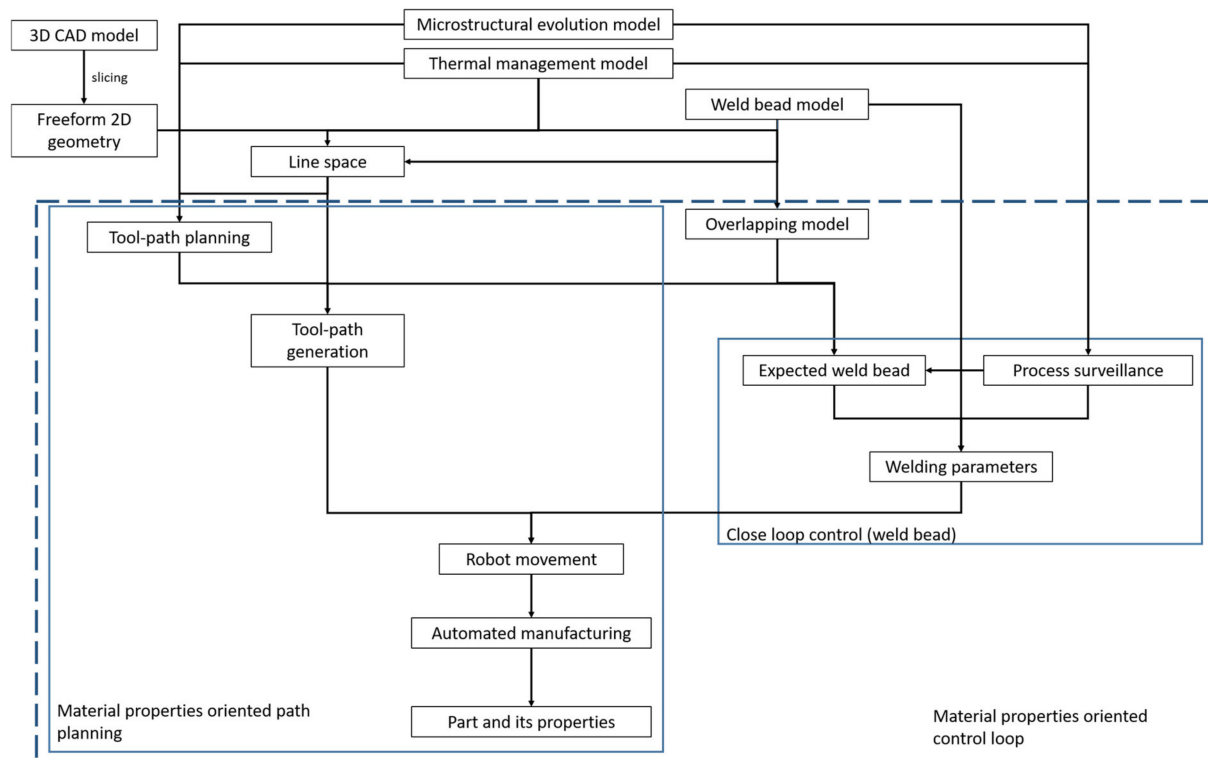 Microstructural evolution model
3D CAD model
Thermal management model
slicing
Weld bead model
Freeform 2D
geometry
Line space
Tool-path planning
Overlapping model
Tool-path
generation
Expected weld bead
Process surveillance
Welding parameters
Close loop control (weld bead)
Robot movement
Automated manufacturing
Part and its properties
Material properties oriented path
planning
Material properties oriented
control loop